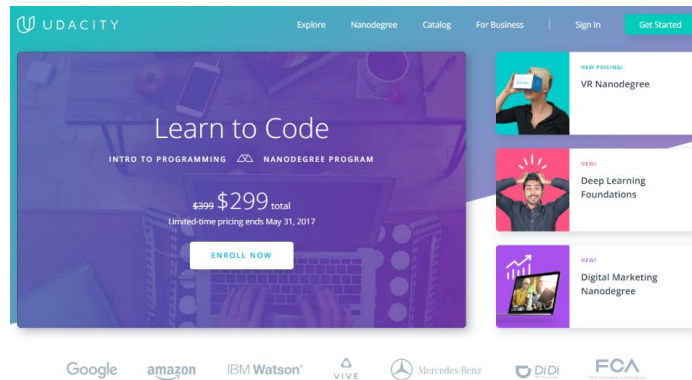 UDACITY
Explore Nanodegree Catalog For Business Sign In Get Started
Learn to Code
INTRO TO PROGRAMMING NANODEGREE PROGRAM
$399 $299 total
Limited-time pricing ends May 31, 2017
ENROLL NOW
NEW PRICING!
VR Nanodegree
NEW!
Deep Learning
Foundations
NEW!
Digital Marketing
Nanodegree
Google amazon IBM Watson VIVE Mercedes-Benz DiDi FCA